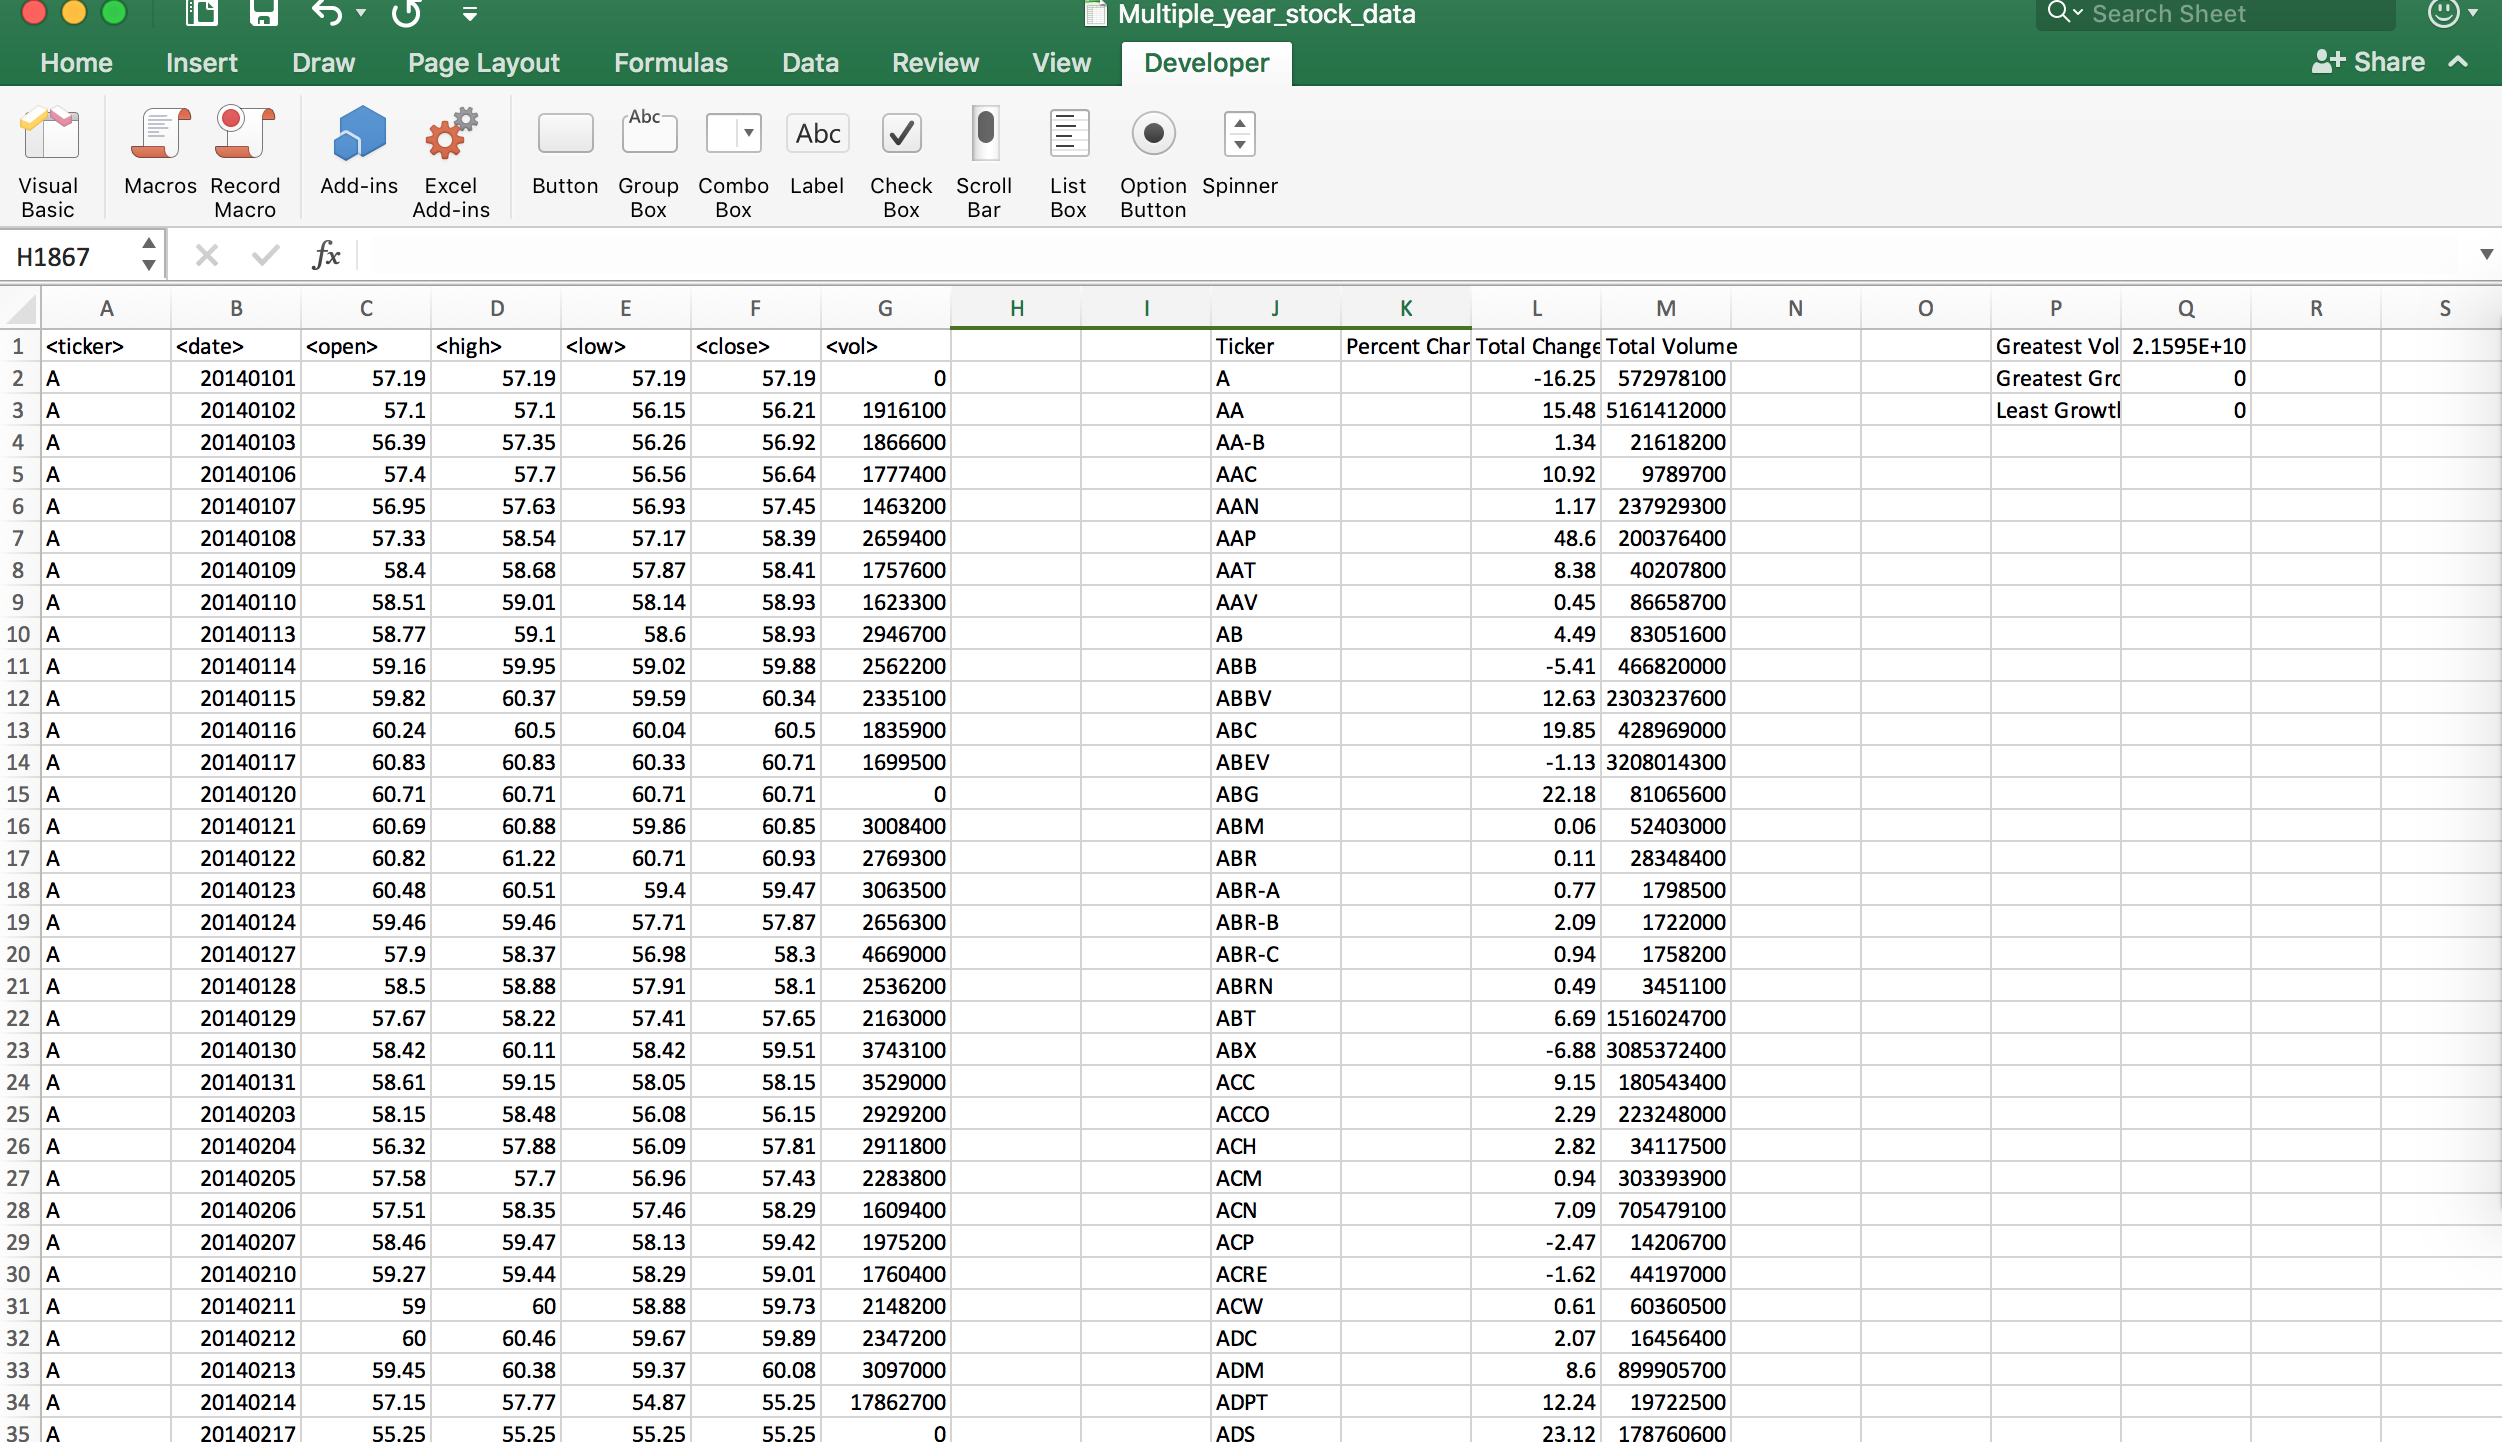 Multiple_year_stock_data
Search Sheet
Home Insert Draw Page Layout Formulas Data Review View Developer
Share
Visual Basic
Macros
Record Macro
Add-ins
Excel Add-ins
Button
Abc
Group Box
Combo Box
Abc
Label
Check Box
Scroll Bar
List Box
Option Button
Spinner
H1867 fx
A B C D E F G H I J K L M N O P Q R S
1 <ticker> <date> <open> <high> <low> <close> <vol> Ticker Percent Char Total Change Total Volume Greatest Vol 2.1595E+10
2 A 20140101 57.19 57.19 57.19 57.19 0 A -16.25 572978100 Greatest Gro 0
3 A 20140102 57.1 57.1 56.15 56.21 1916100 AA 15.48 5161412000 Least Growtl 0
4 A 20140103 56.39 57.35 56.26 56.92 1866600 AA-B 1.34 21618200
5 A 20140106 57.4 57.7 56.56 56.64 1777400 AAC 10.92 9789700
6 A 20140107 56.95 57.63 56.93 57.45 1463200 AAN 1.17 237929300
7 A 20140108 57.33 58.54 57.17 58.39 2659400 AAP 48.6 200376400
8 A 20140109 58.4 58.68 57.87 58.41 1757600 AAT 8.38 40207800
9 A 20140110 58.51 59.01 58.14 58.93 1623300 AAV 0.45 86658700
10 A 20140113 58.77 59.1 58.6 58.93 2946700 AB 4.49 83051600
11 A 20140114 59.16 59.95 59.02 59.88 2562200 ABB -5.41 466820000
12 A 20140115 59.82 60.37 59.59 60.34 2335100 ABBV 12.63 2303237600
13 A 20140116 60.24 60.5 60.04 60.5 1835900 ABC 19.85 428969000
14 A 20140117 60.83 60.83 60.33 60.71 1699500 ABEV -1.13 3208014300
15 A 20140120 60.71 60.71 60.71 60.71 0 ABG 22.18 81065600
16 A 20140121 60.69 60.88 59.86 60.85 3008400 ABM 0.06 52403000
17 A 20140122 60.82 61.22 60.71 60.93 2769300 ABR 0.11 28348400
18 A 20140123 60.48 60.51 59.4 59.47 3063500 ABR-A 0.77 1798500
19 A 20140124 59.46 59.46 57.71 57.87 2656300 ABR-B 2.09 1722000
20 A 20140127 57.9 58.37 56.98 58.3 4669000 ABR-C 0.94 1758200
21 A 20140128 58.5 58.88 57.91 58.1 2536200 ABRN 0.49 3451100
22 A 20140129 57.67 58.22 57.41 57.65 2163000 ABT 6.69 1516024700
23 A 20140130 58.42 60.11 58.42 59.51 3743100 ABX -6.88 3085372400
24 A 20140131 58.61 59.15 58.05 58.15 3529000 ACC 9.15 180543400
25 A 20140203 58.15 58.48 56.08 56.15 2929200 ACCO 2.29 223248000
26 A 20140204 56.32 57.88 56.09 57.81 2911800 ACH 2.82 34117500
27 A 20140205 57.58 57.7 56.96 57.43 2283800 ACM 0.94 303393900
28 A 20140206 57.51 58.35 57.46 58.29 1609400 ACN 7.09 705479100
29 A 20140207 58.46 59.47 58.13 59.42 1975200 ACP -2.47 14206700
30 A 20140210 59.27 59.44 58.29 59.01 1760400 ACRE -1.62 44197000
31 A 20140211 59 60 58.88 59.73 2148200 ACW 0.61 60360500
32 A 20140212 60 60.46 59.67 59.89 2347200 ADC 2.07 16456400
33 A 20140213 59.45 60.38 59.37 60.08 3097000 ADM 8.6 899905700
34 A 20140214 57.15 57.77 54.87 55.25 17862700 ADPT 12.24 19722500
35 A 20140217 55.25 55.25 55.25 55.25 0 ADS 23.12 178760600